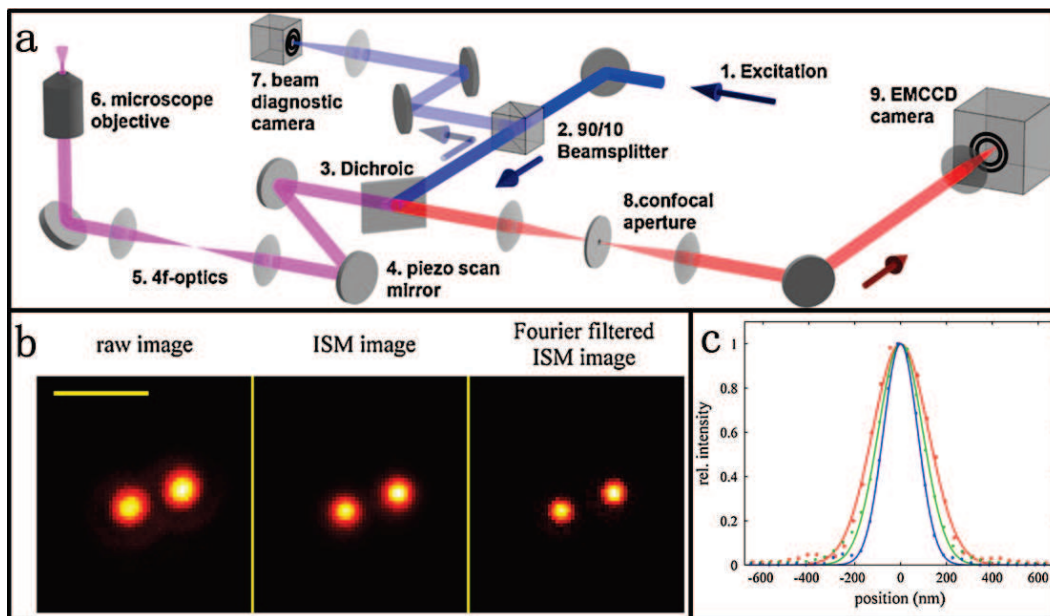 a
1. Excitation
9. EMCCD
camera
7. beam
diagnostic
camera
6. microscope
objective
2. 90/10
Beamsplitter
3. Dichroic
8.confocal
aperture
5. 4f-optics
4. piezo scan
mirror
b
raw image
ISM image
Fourier filtered
ISM image
c
rel. intensity
1
0.8
0.6
0.4
0.2
0
-600 -400 -200 0 200 400 600
position (nm)